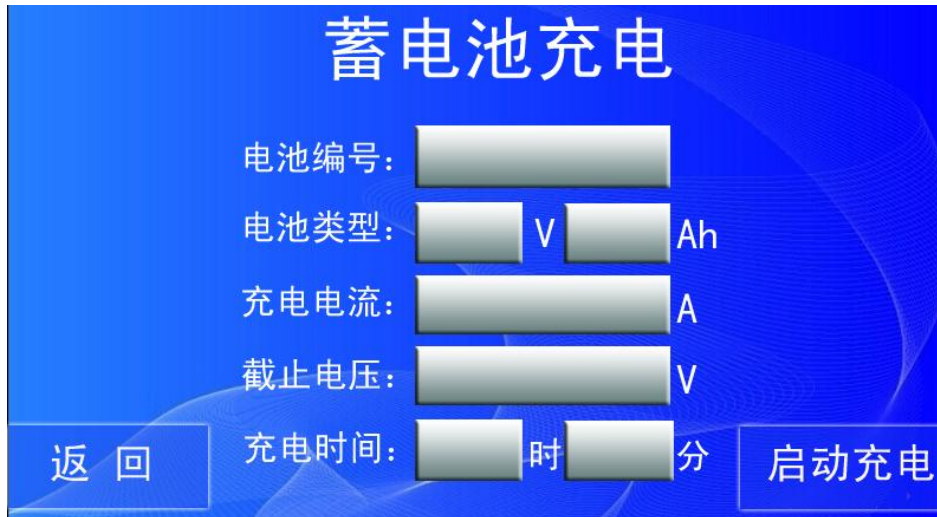 蓄电池充电
电池编号：
电池类型： V Ah
充电电流： A
截止电压： V
充电时间： 时 分
返 回
启动充电